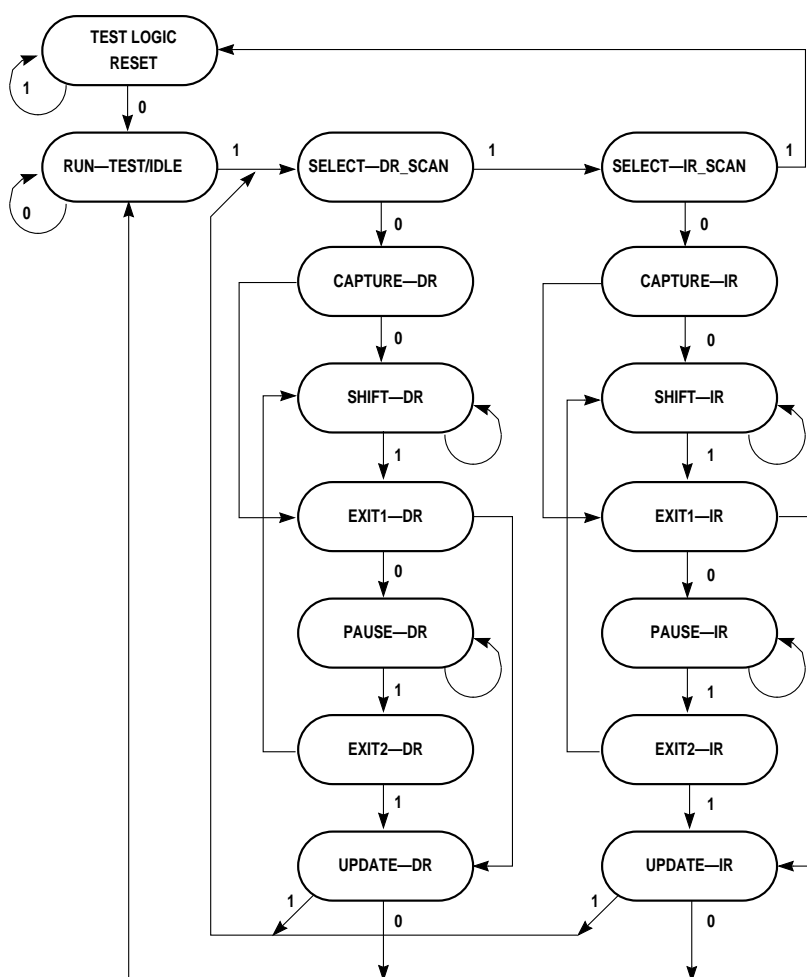 TEST LOGIC
RESET
1
0
RUN—TEST/IDLE
1
SELECT—DR_SCAN
1
SELECT—IR_SCAN
1
0
0
0
CAPTURE—DR
CAPTURE—IR
0
0
SHIFT—DR
SHIFT—IR
1
1
EXIT1—DR
EXIT1—IR
0
0
PAUSE—DR
PAUSE—IR
1
1
EXIT2—DR
EXIT2—IR
1
1
UPDATE—DR
UPDATE—IR
1
0
1
0